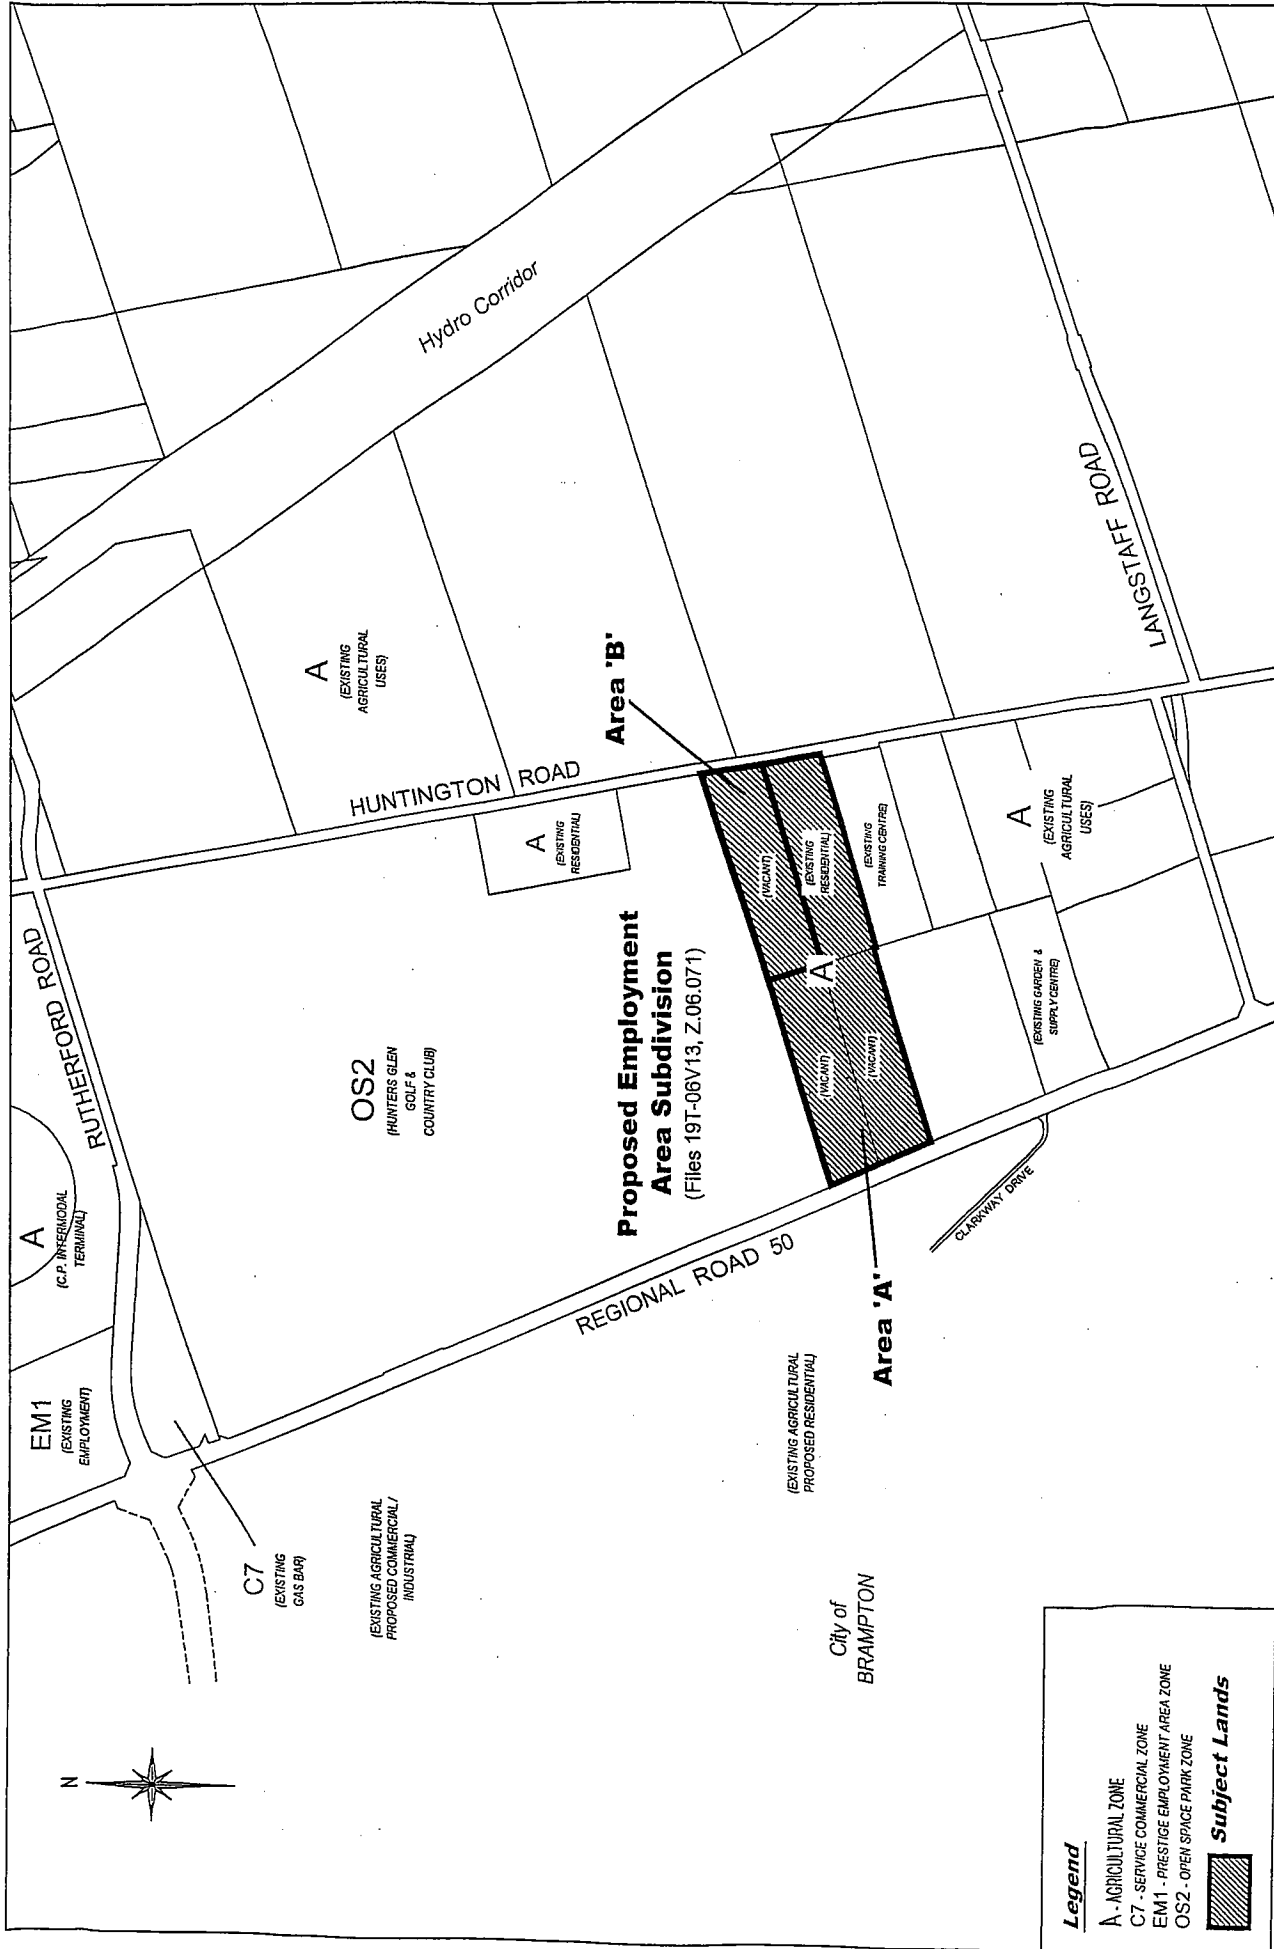 N
EM1
(EXISTING
EMPLOYMENT)
A
(C.P. INTERMODAL
TERMINAL)
RUTHERFORD ROAD
C7
(EXISTING
GAS BAR)
(EXISTING AGRICULTURAL
PROPOSED COMMERCIAL/
INDUSTRIAL)
OS2
(HUNTERS GLEN
GOLF &
COUNTRY CLUB)
HUNTINGTON ROAD
A
(EXISTING
AGRICULTURAL
USES)
Hydro Corridor
A
(EXISTING
RESIDENTIAL)
Proposed Employment
Area Subdivision
(Files 19T-06V13, Z.06.071)
Area 'B'
REGIONAL ROAD 50
(VACANT)
(EXISTING
RESIDENTIAL)
A
(VACANT)
(VACANT)
(EXISTING
TRAINING CENTRE)
(EXISTING AGRICULTURAL
PROPOSED RESIDENTIAL)
Area 'A'
City of
BRAMPTON
CLARKWAY DRIVE
(EXISTING GARDEN &
SUPPLY CENTRE)
A
(EXISTING
AGRICULTURAL
USES)
LANGSTAFF ROAD
Legend
A - AGRICULTURAL ZONE
C7 - SERVICE COMMERCIAL ZONE
EM1 - PRESTIGE EMPLOYMENT AREA ZONE
OS2 - OPEN SPACE PARK ZONE
Subject Lands